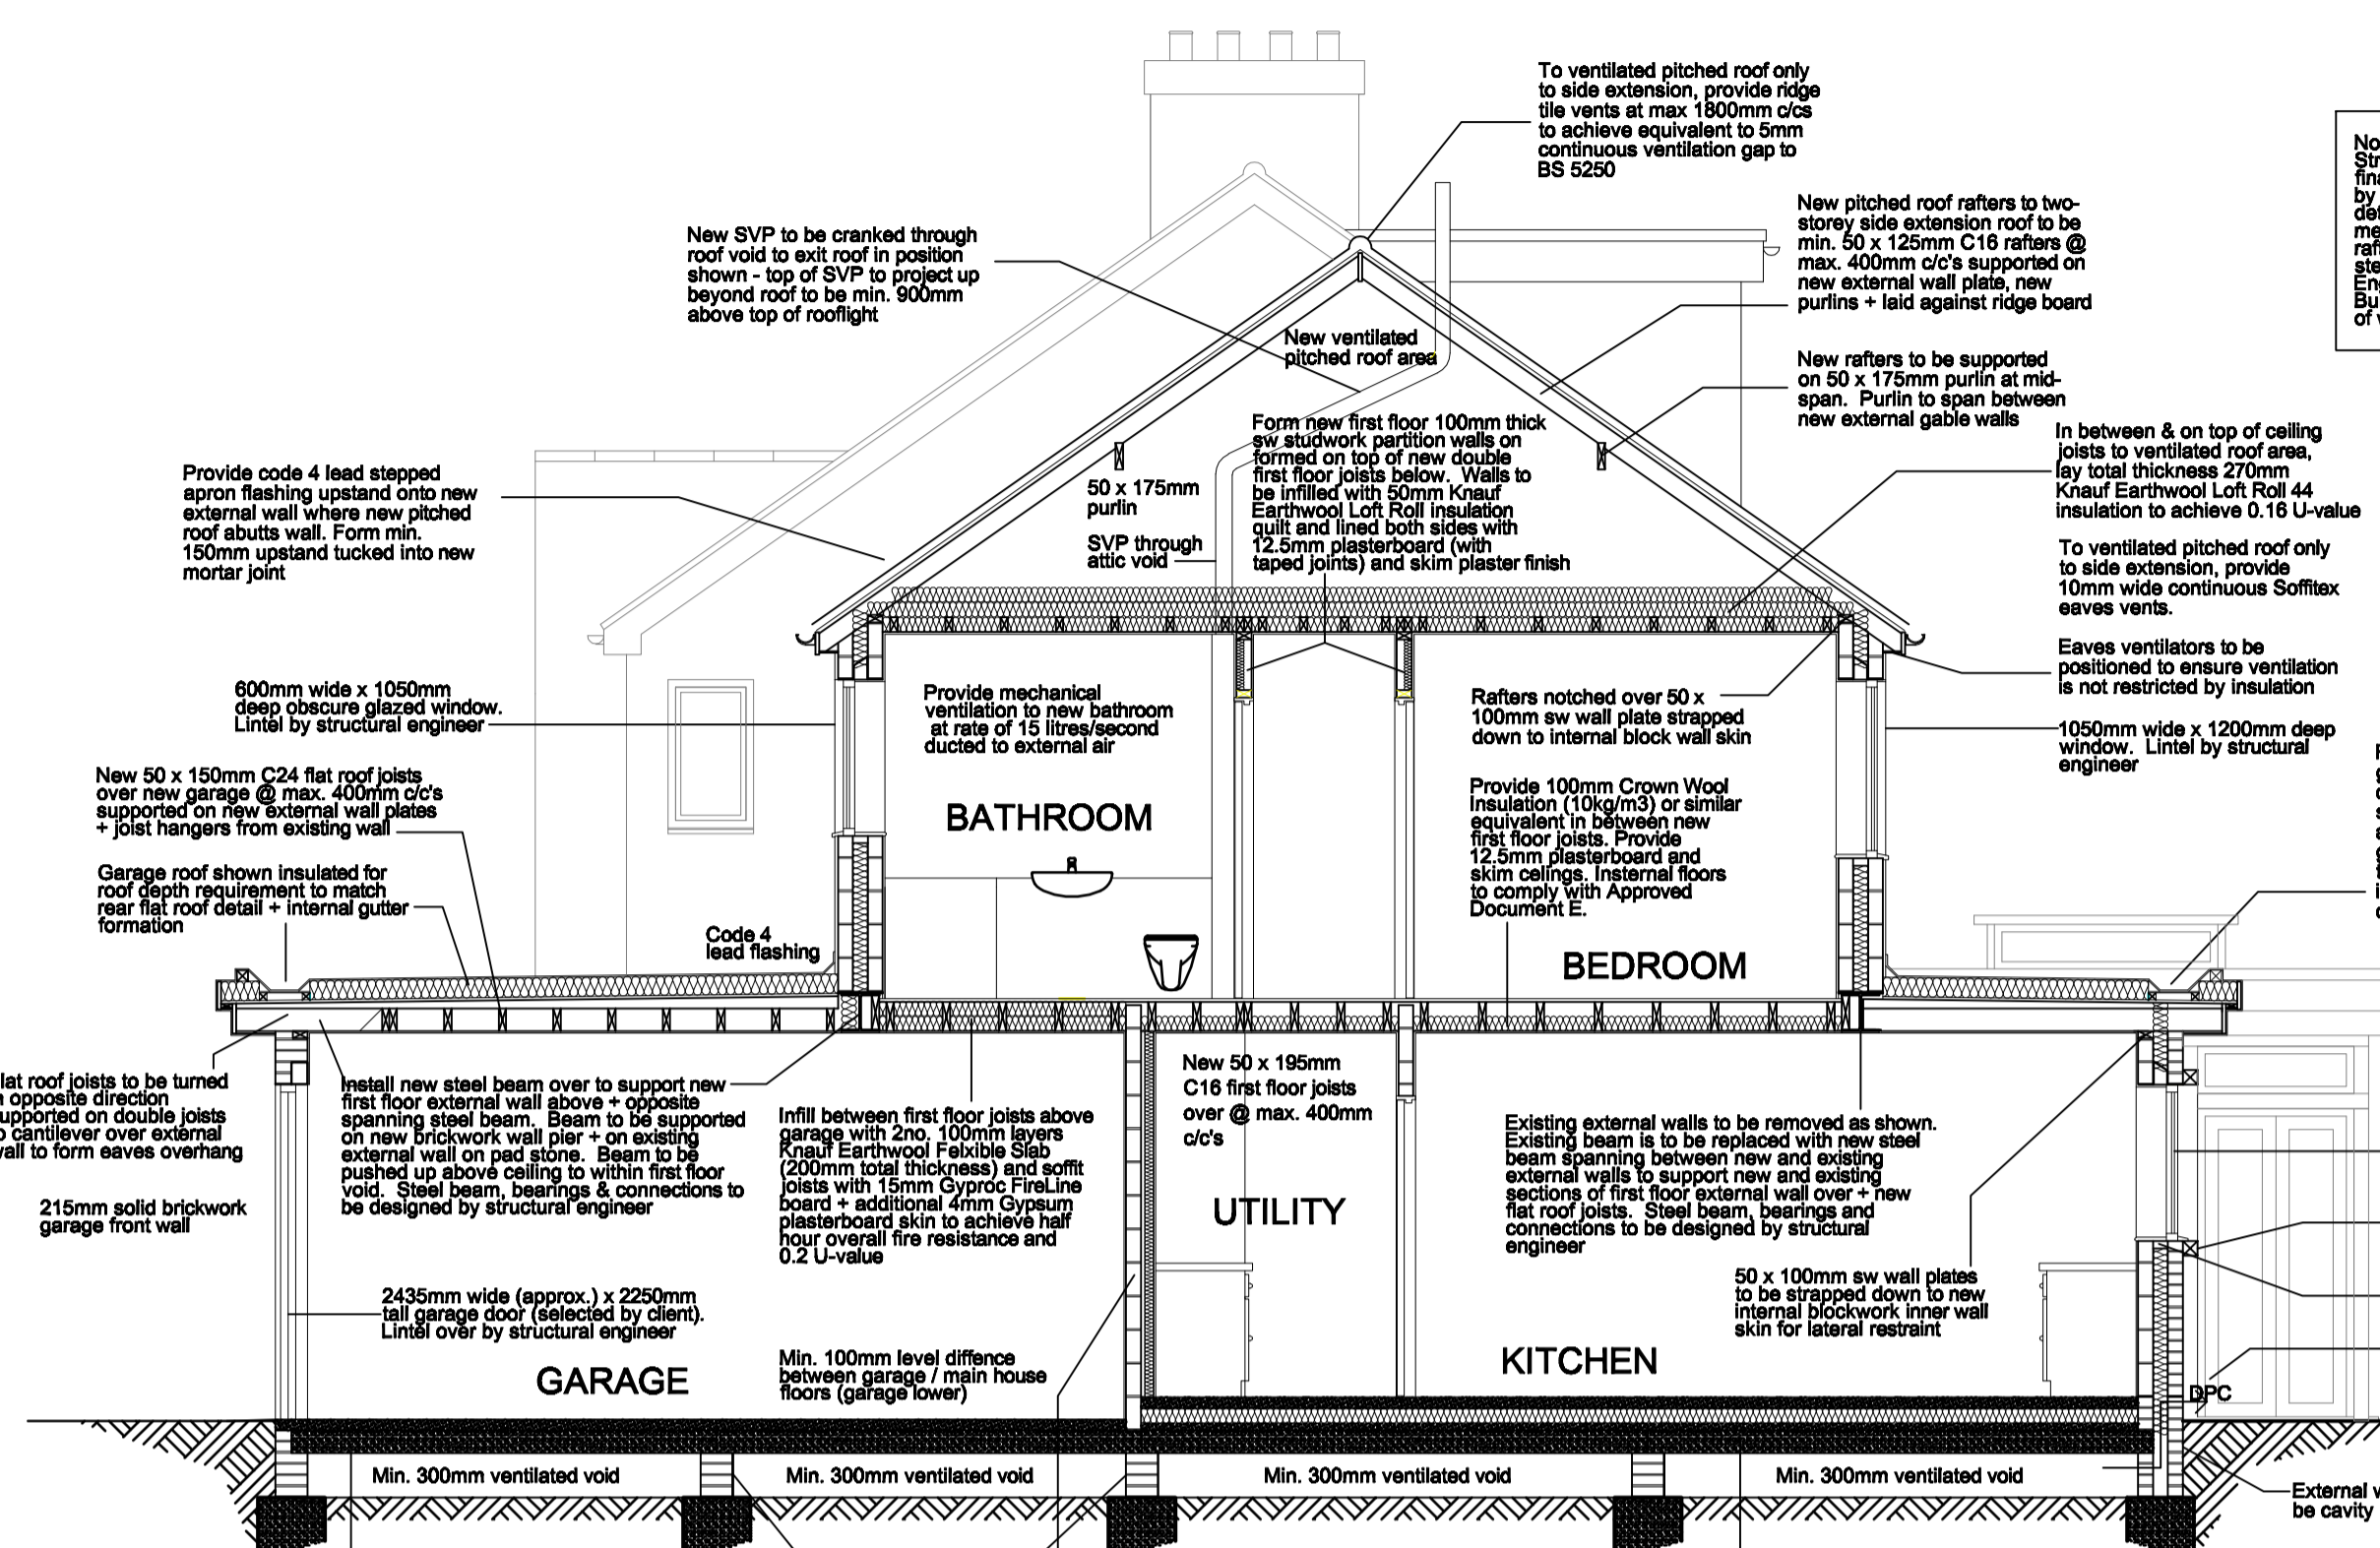 To ventilated pitched roof only
to side extension, provide ridge
tile vents at max 1800mm c/cs
to achieve equivalent to 5mm
continuous ventilation gap to
BS 5250
New SVP to be cranked through
roof void to exit roof in position
shown - top of SVP to project up
beyond roof to be min. 900mm
above top of rooflight
New pitched roof rafters to two-
storey side extension roof to be
min. 50 x 125mm C16 rafters @
max. 400mm c/c's supported on
new external wall plate, new
purlins + laid against ridge board
New ventilated
pitched roof area
New rafters to be supported
on 50 x 175mm purlin at mid-
span. Purlin to span between
new external gable walls
Form new first floor 100mm thick
sw studwork partition walls on
formed on top of new double
first floor joists below. Walls to
be infilled with 50mm Knauf
Earthwool Loft Roll insulation
quilt and lined both sides with
12.5mm plasterboard (with
taped joints) and skim plaster finish
In between & on top of ceiling
joists to ventilated roof area,
lay total thickness 270mm
Knauf Earthwool Loft Roll 44
insulation to achieve 0.16 U-value
Provide code 4 lead stepped
apron flashing upstand onto new
external wall where new pitched
roof abutts wall. Form min.
150mm upstand tucked into new
mortar joint
50 x 175mm
purlin
SVP through
attic void
To ventilated pitched roof only
to side extension, provide
10mm wide continuous Soffitex
eaves vents.
Eaves ventilators to be
positioned to ensure ventilation
is not restricted by insulation
600mm wide x 1050mm
deep obscure glazed window.
Lintel by structural engineer
Provide mechanical
ventilation to new bathroom
at rate of 15 litres/second
ducted to external air
Rafters notched over 50 x
100mm sw wall plate strapped
down to internal block wall skin
1050mm wide x 1200mm deep
window. Lintel by structural
engineer
New 50 x 150mm C24 flat roof joists
over new garage @ max. 400mm c/c's
supported on new external wall plates
+ joist hangers from existing wall
BATHROOM
Provide 100mm Crown Wool
Insulation (10kg/m3) or similar
equivalent in between new
first floor joists. Provide
12.5mm plasterboard and
skim celings. Insternal floors
to comply with Approved
Document E.
Garage roof shown insulated for
roof depth requirement to match
rear flat roof detail + internal gutter
formation
Code 4
lead flashing
BEDROOM
lat roof joists to be turned
opposite direction
upported on double joists
cantilever over external
all to form eaves overhang
Install new steel beam over to support new
first floor external wall above + opposite
spanning steel beam. Beam to be supported
on new brickwork wall pier + on existing
external wall on pad stone. Beam to be
pushed up above ceiling to within first floor
void. Steel beam, bearings & connections to
be designed by structural engineer
Infill between first floor joists above
garage with 2no. 100mm layers
Knauf Earthwool Felxible Slab
(200mm total thickness) and soffit
joists with 15mm Gyproc FireLine
board + additional 4mm Gypsum
plasterboard skin to achieve half
hour overall fire resistance and
0.2 U-value
New 50 x 195mm
C16 first floor joists
over @ max. 400mm
c/c's
Existing external walls to be removed as shown.
Existing beam is to be replaced with new steel
beam spanning between new and existing
external walls to support new and existing
sections of first floor external wall over + new
flat roof joists. Steel beam, bearings and
connections to be designed by structural
engineer
215mm solid brickwork
garage front wall
UTILITY
50 x 100mm sw wall plates
to be strapped down to new
internal blockwork inner wall
skin for lateral restraint
2435mm wide (approx.) x 2250mm
tall garage door (selected by client).
Lintel over by structural engineer
Min. 100mm level diffence
between garage / main house
floors (garage lower)
GARAGE
KITCHEN
DPC
Min. 300mm ventilated void
Min. 300mm ventilated void
Min. 300mm ventilated void
Min. 300mm ventilated void
External
be cavity